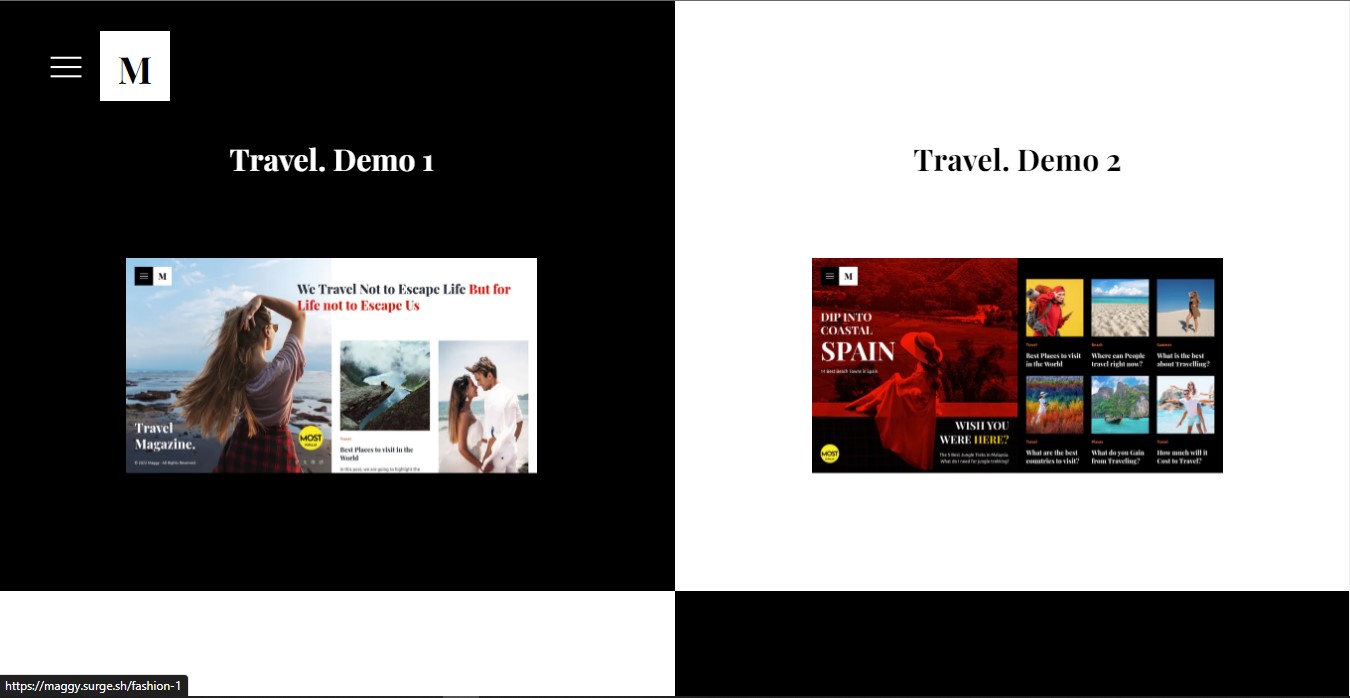 M
Travel. Demo 1
Travel. Demo 2
M
We Travel Not to Escape Life But for
Life not to Escape Us
Travel
Magazine.
© 2023 Maggy - All Rights Reserved
MOST
Travel
Best Places to visit in the
World
In this post, we are going to highlight the
M
DIP INTO
COASTAL
SPAIN
14 Best Beach Towns in Spain
MOST
WISH YOU
WERE HERE?
The 9 Best Jungle Treks in Malaysia.
What do I need for jungle trekking?
Travel
Best Places to visit
in the World
Beach
Where can People
travel right now?
Summer
What is the best
about Travelling?
Travel
What are the best
countries to visit?
Places
What do you Gain
from Traveling?
Travel
How much will it
Cost to Travel?
https://maggy.surge.sh/fashion-1